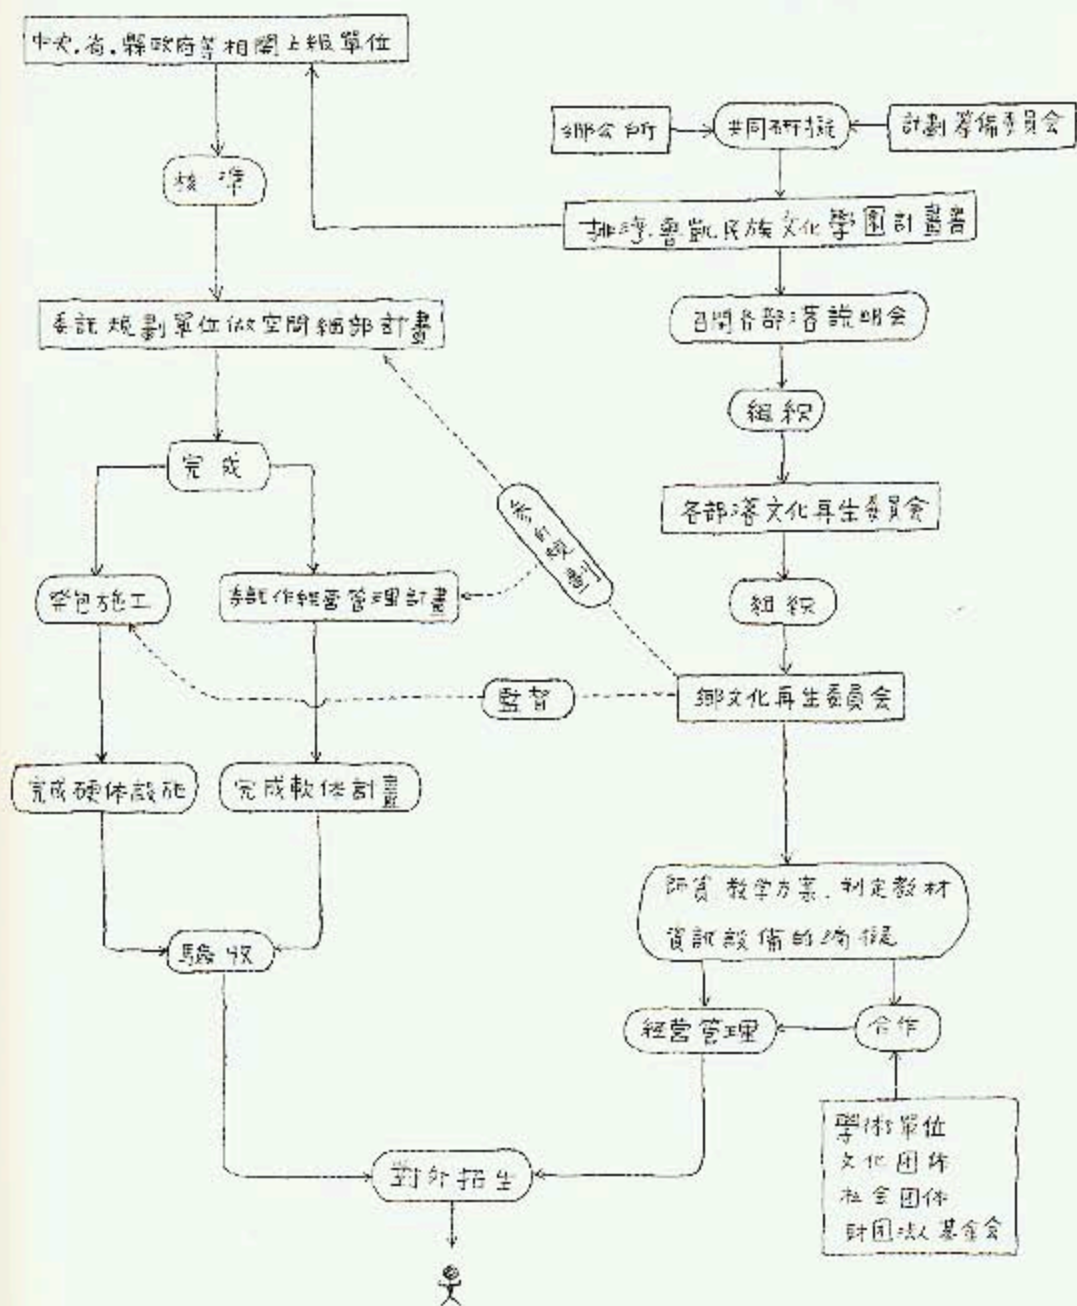 中央.省.縣政府等相關上級單位
鄉公所
共同研擬
計劃籌備委員会
核準
排灣.魯凱.民族文化學園計畫書
委託規劃單位做空間細部計畫
召開各部落說明会
組織
完成
各部落文化再生委員会
參与規劃
發包施工
委託作經營管理計畫
組織
監督
鄉文化再生委員会
完成硬体設施
完成軟体計畫
師資.教学方案.制定教材
資訊設備的編擬
驗收
經営管理
合作
學術單位
文化团体
社会团体
財团法人基金会
對外招生